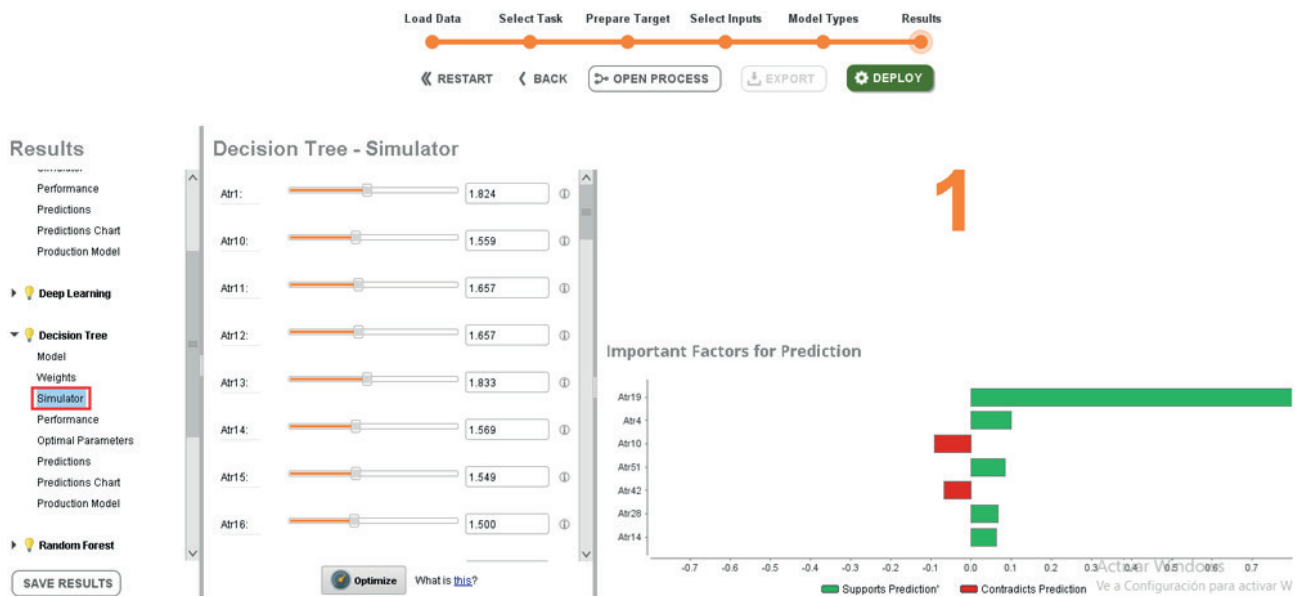 Load Data Select Task Prepare Target Select Inputs Model Types Results
RESTART BACK OPEN PROCESS EXPORT DEPLOY
Results
Performance
Predictions
Predictions Chart
Production Model
Deep Learning
Decision Tree
Model
Weights
Simulator
Performance
Optimal Parameters
Predictions
Predictions Chart
Production Model
Random Forest
SAVE RESULTS
Decision Tree - Simulator
Atr1: 1.824
Atr10: 1.559
Atr11: 1.657
Atr12: 1.657
Atr13: 1.833
Atr14: 1.569
Atr15: 1.549
Atr16: 1.500
Optimize What is this?
1
Important Factors for Prediction
Atr19
Atr4
Atr10
Atr51
Atr42
Atr28
Atr14
-0.7 -0.6 -0.5 -0.4 -0.3 -0.2 -0.1 0.0 0.1 0.2 0.3 0.4 0.5 0.6 0.7
Supports Prediction Contradicts Prediction
Activar Windows
Ve a Configuración para activar W